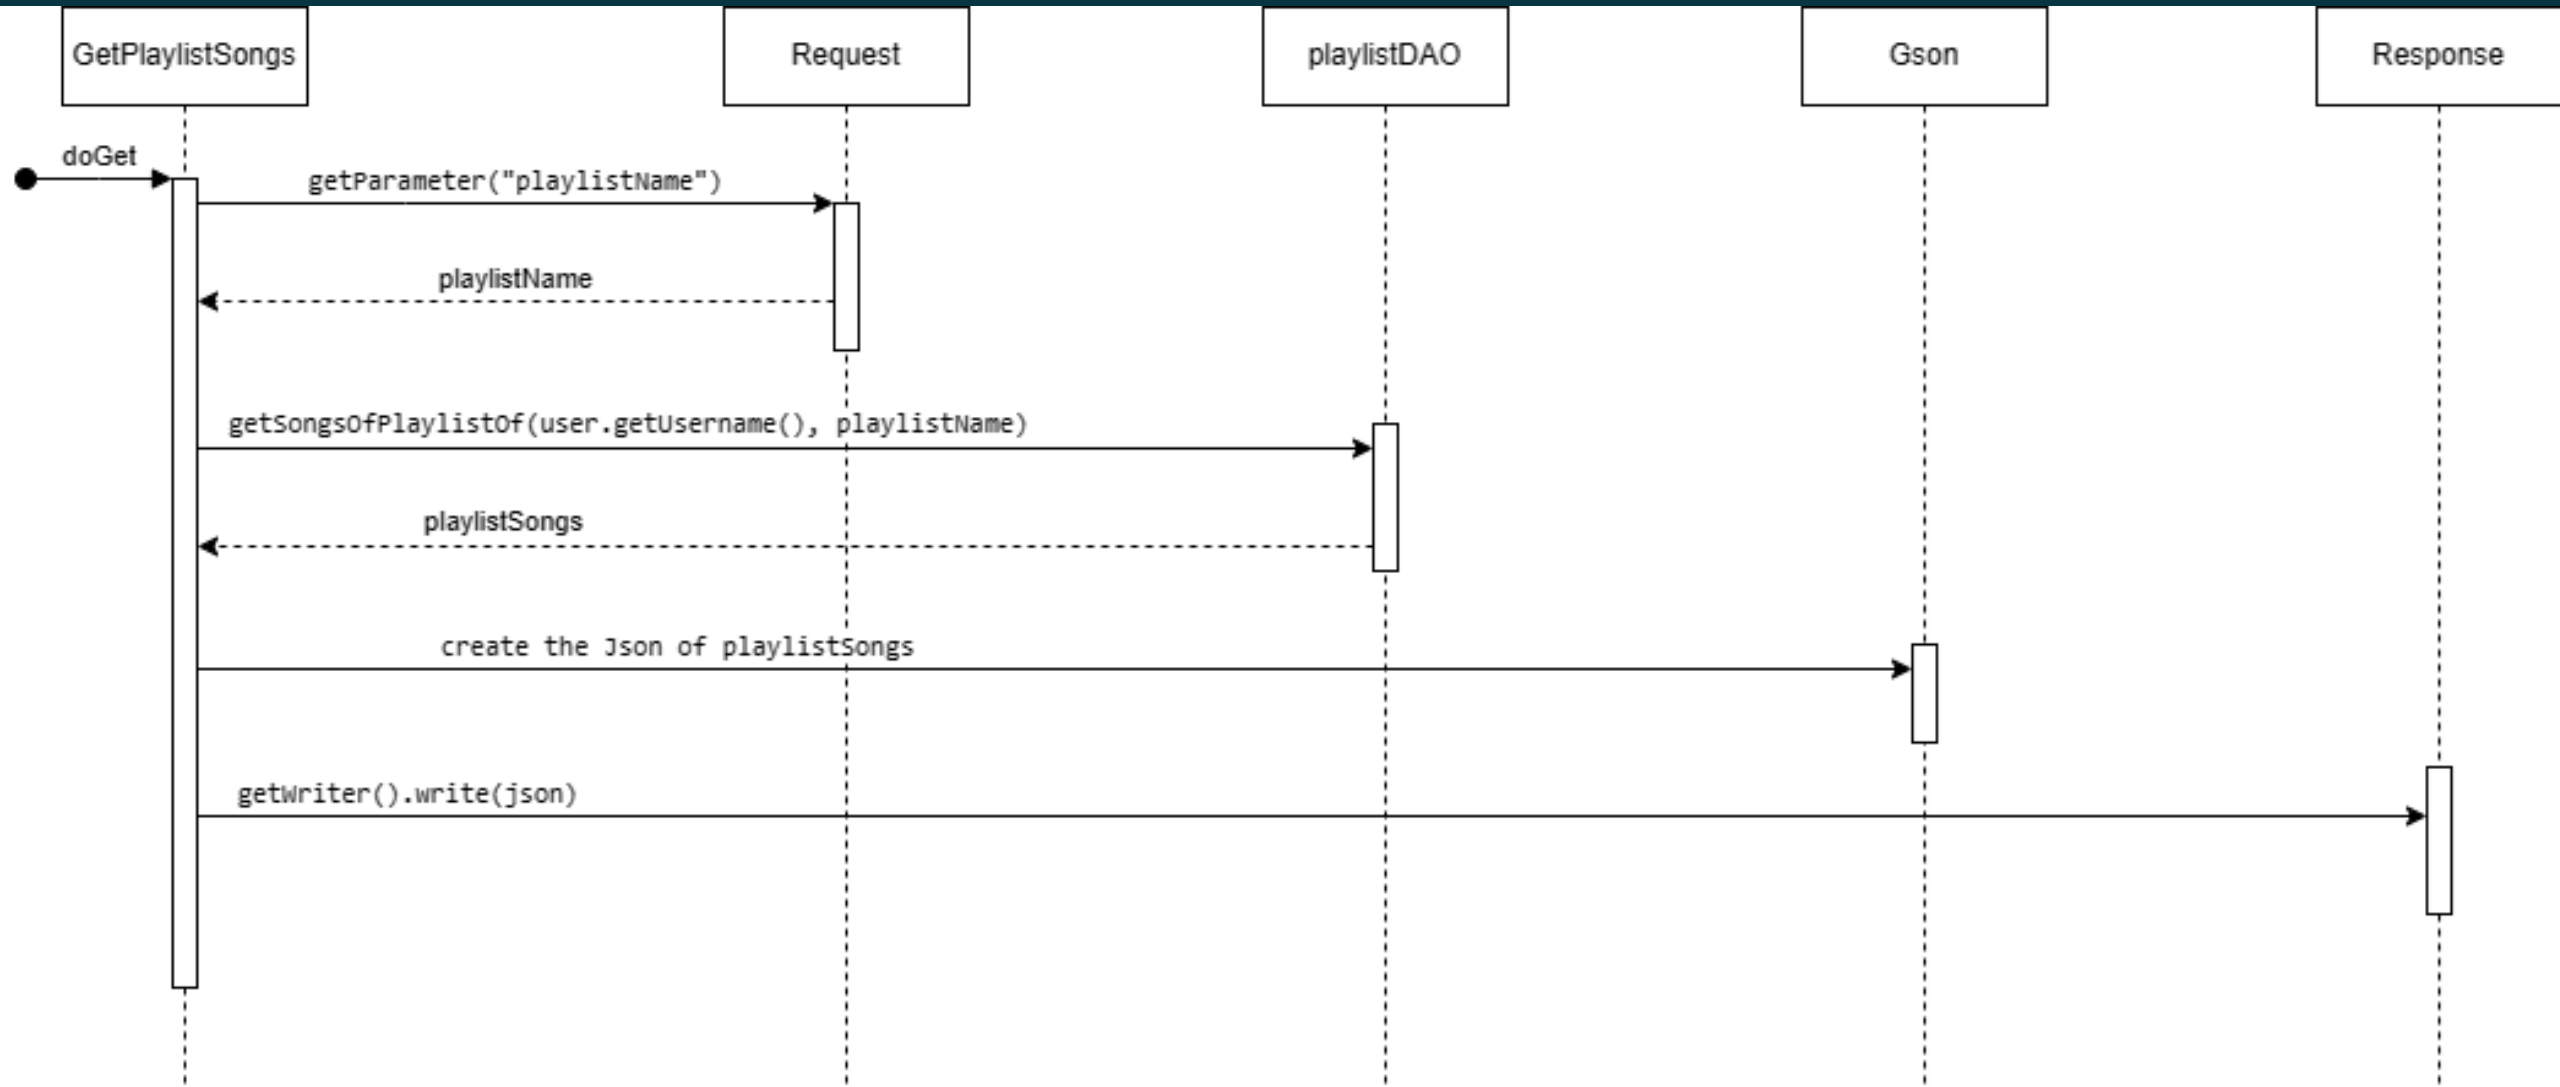 GetPlaylistSongs
Request
playlistDAO
Gson
Response
doGet
getParameter("playlistName")
playlistName
getSongsOfPlaylistOf(user.getUsername(), playlistName)
playlistSongs
create the Json of playlistSongs
getWriter().write(json)